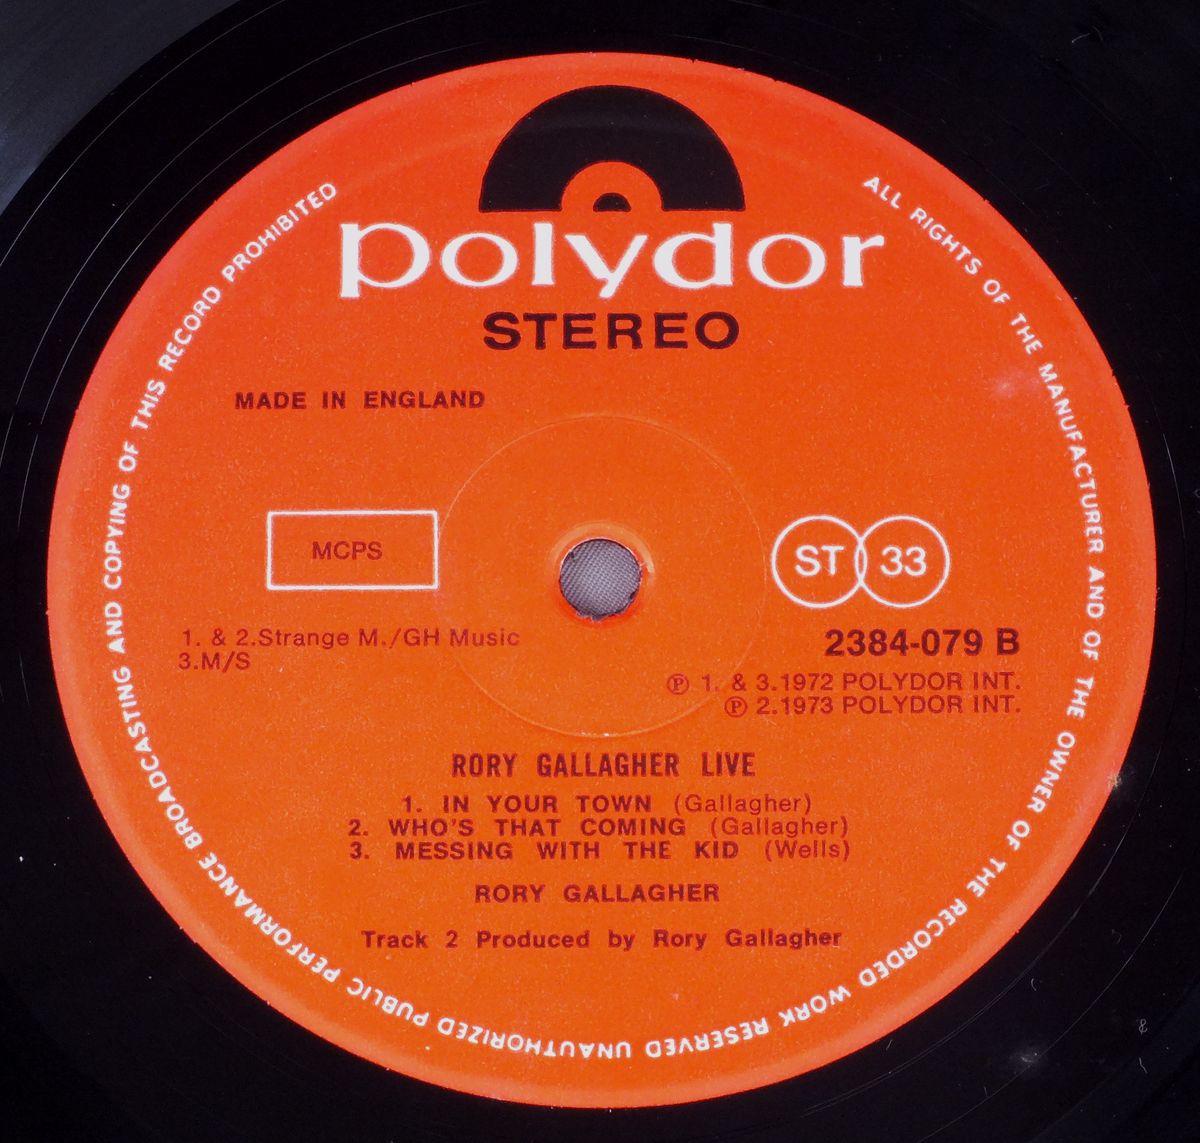 polydor
STEREO
MADE IN ENGLAND
MCPS
ST 33
1. & 2.Strange M./GH Music
3.M/S
2384-079 B
℗ 1. & 3.1972 POLYDOR INT.
℗ 2.1973 POLYDOR INT.
RORY GALLAGHER LIVE
1. IN YOUR TOWN (Gallagher)
2. WHO'S THAT COMING (Gallagher)
3. MESSING WITH THE KID (Wells)
RORY GALLAGHER
Track 2 Produced by Rory Gallagher
ALL RIGHTS OF THE MANUFACTURER AND OF THE OWNER OF THE RECORDED WORK RESERVED UNAUTHORIZED PUBLIC PERFORMANCE BROADCASTING AND COPYING OF THIS RECORD PROHIBITED